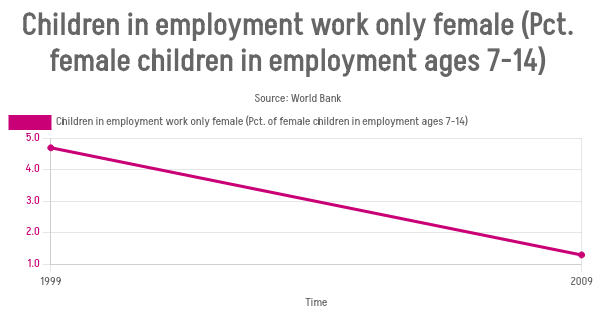 Children in employment work only female (Pct.
female children in employment ages 7-14)
Source: World Bank
Children in employment work only female (Pct. of female children in employment ages 7-14)
5.0
4.0
3.0
2.0
1.0
1999
2009
Time